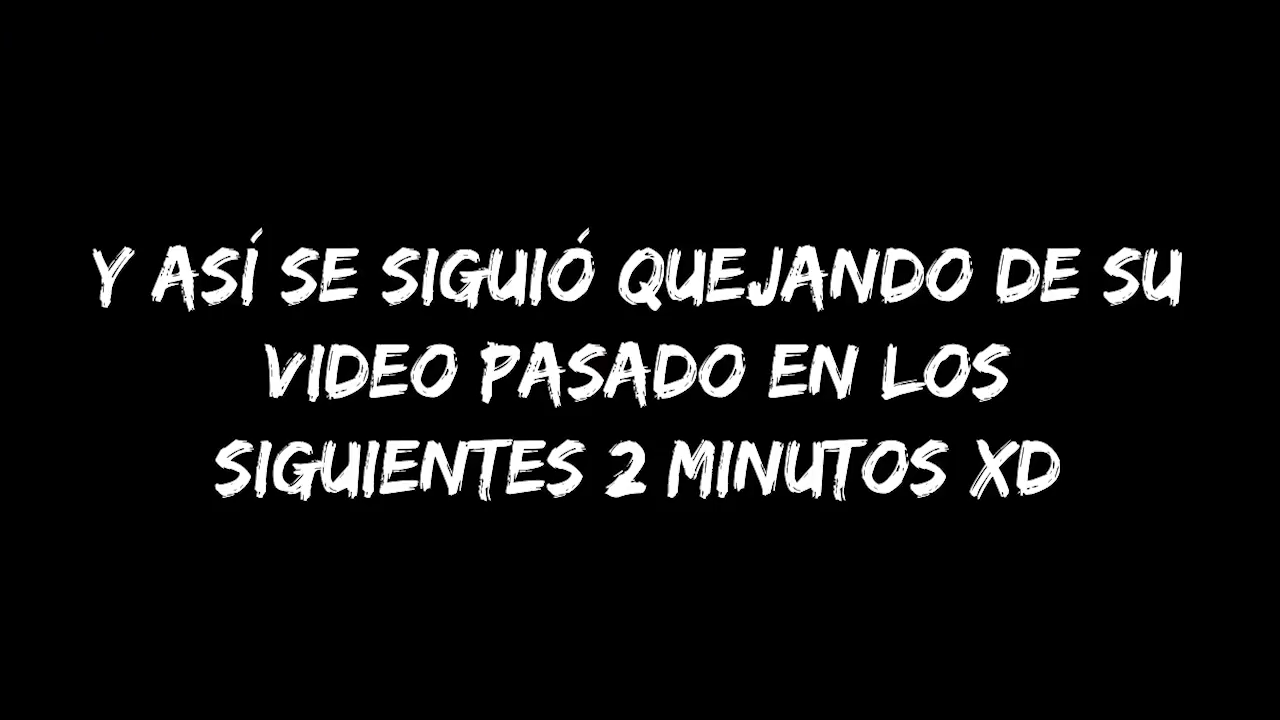 Y ASÍ SE SIGUIÓ QUEJANDO DE SU
VIDEO PASADO EN LOS
SIGUIENTES 2 MINUTOS XD